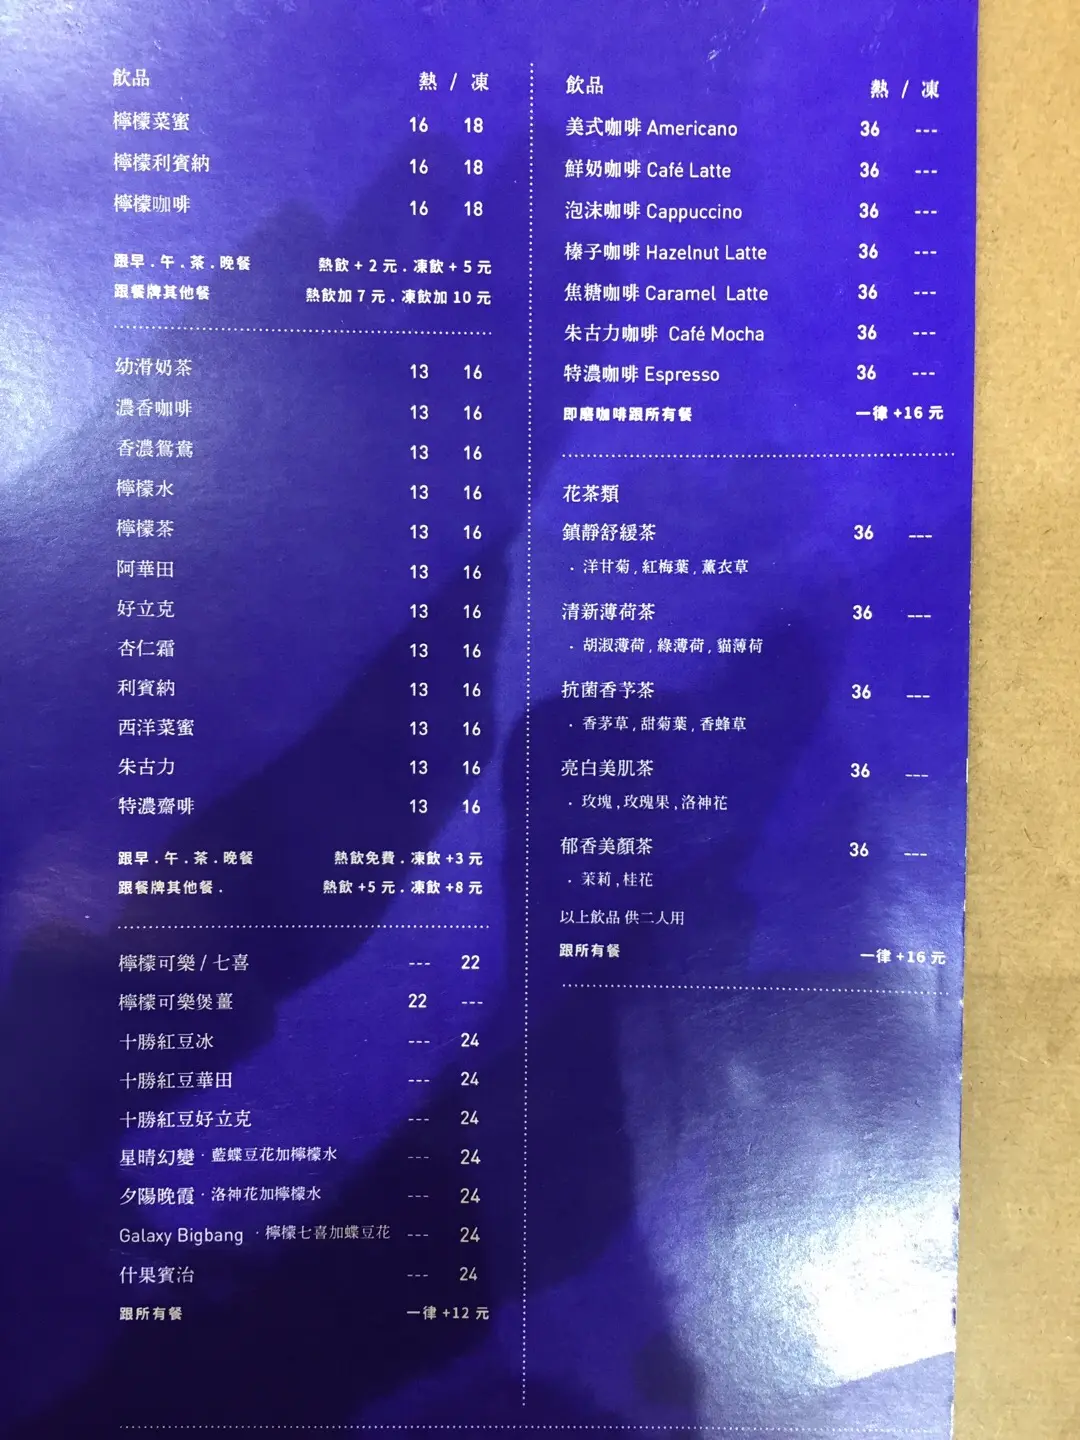 飲品 熱 / 凍
檸檬菜蜜 16 18
檸檬利賓納 16 18
檸檬咖啡 16 18
跟早 . 午 . 茶 . 晚餐 熱飲 + 2 元 . 凍飲 + 5 元
跟餐牌其他餐 熱飲加 7 元 . 凍飲加 10 元
幼滑奶茶 13 16
濃香咖啡 13 16
香濃鴛鴦 13 16
檸檬水 13 16
檸檬茶 13 16
阿華田 13 16
好立克 13 16
杏仁霜 13 16
利賓納 13 16
西洋菜蜜 13 16
朱古力 13 16
特濃齋啡 13 16
跟早 . 午 . 茶 . 晚餐 熱飲免費 . 凍飲 +3 元
跟餐牌其他餐 . 熱飲 +5 元 . 凍飲 +8 元
檸檬可樂 / 七喜 --- 22
檸檬可樂煲薑 22 ---
十勝紅豆冰 --- 24
十勝紅豆華田 --- 24
十勝紅豆好立克 --- 24
星晴幻變 · 藍蝶豆花加檸檬水 --- 24
夕陽晚霞 · 洛神花加檸檬水 --- 24
Galaxy Bigbang · 檸檬七喜加蝶豆花 --- 24
什果賓治 --- 24
跟所有餐 一律 +12 元
飲品 熱 / 凍
美式咖啡 Americano 36 ---
鮮奶咖啡 Café Latte 36 ---
泡沫咖啡 Cappuccino 36 ---
榛子咖啡 Hazelnut Latte 36 ---
焦糖咖啡 Caramel Latte 36 ---
朱古力咖啡 Café Mocha 36 ---
特濃咖啡 Espresso 36 ---
即磨咖啡跟所有餐 一律 +16 元
花茶類
鎮靜舒緩茶 36 ---
· 洋甘菊 , 紅梅葉 , 薰衣草
清新薄荷茶 36 ---
· 胡淑薄荷 , 綠薄荷 , 貓薄荷
抗菌香芧茶 36 ---
· 香茅草 , 甜菊葉 , 香蜂草
亮白美肌茶 36 ---
· 玫塊 , 玫瑰果 , 洛神花
郁香美顏茶 36 ---
· 茉莉 , 桂花
以上飲品 供二人用
跟所有餐 一律 +16 元